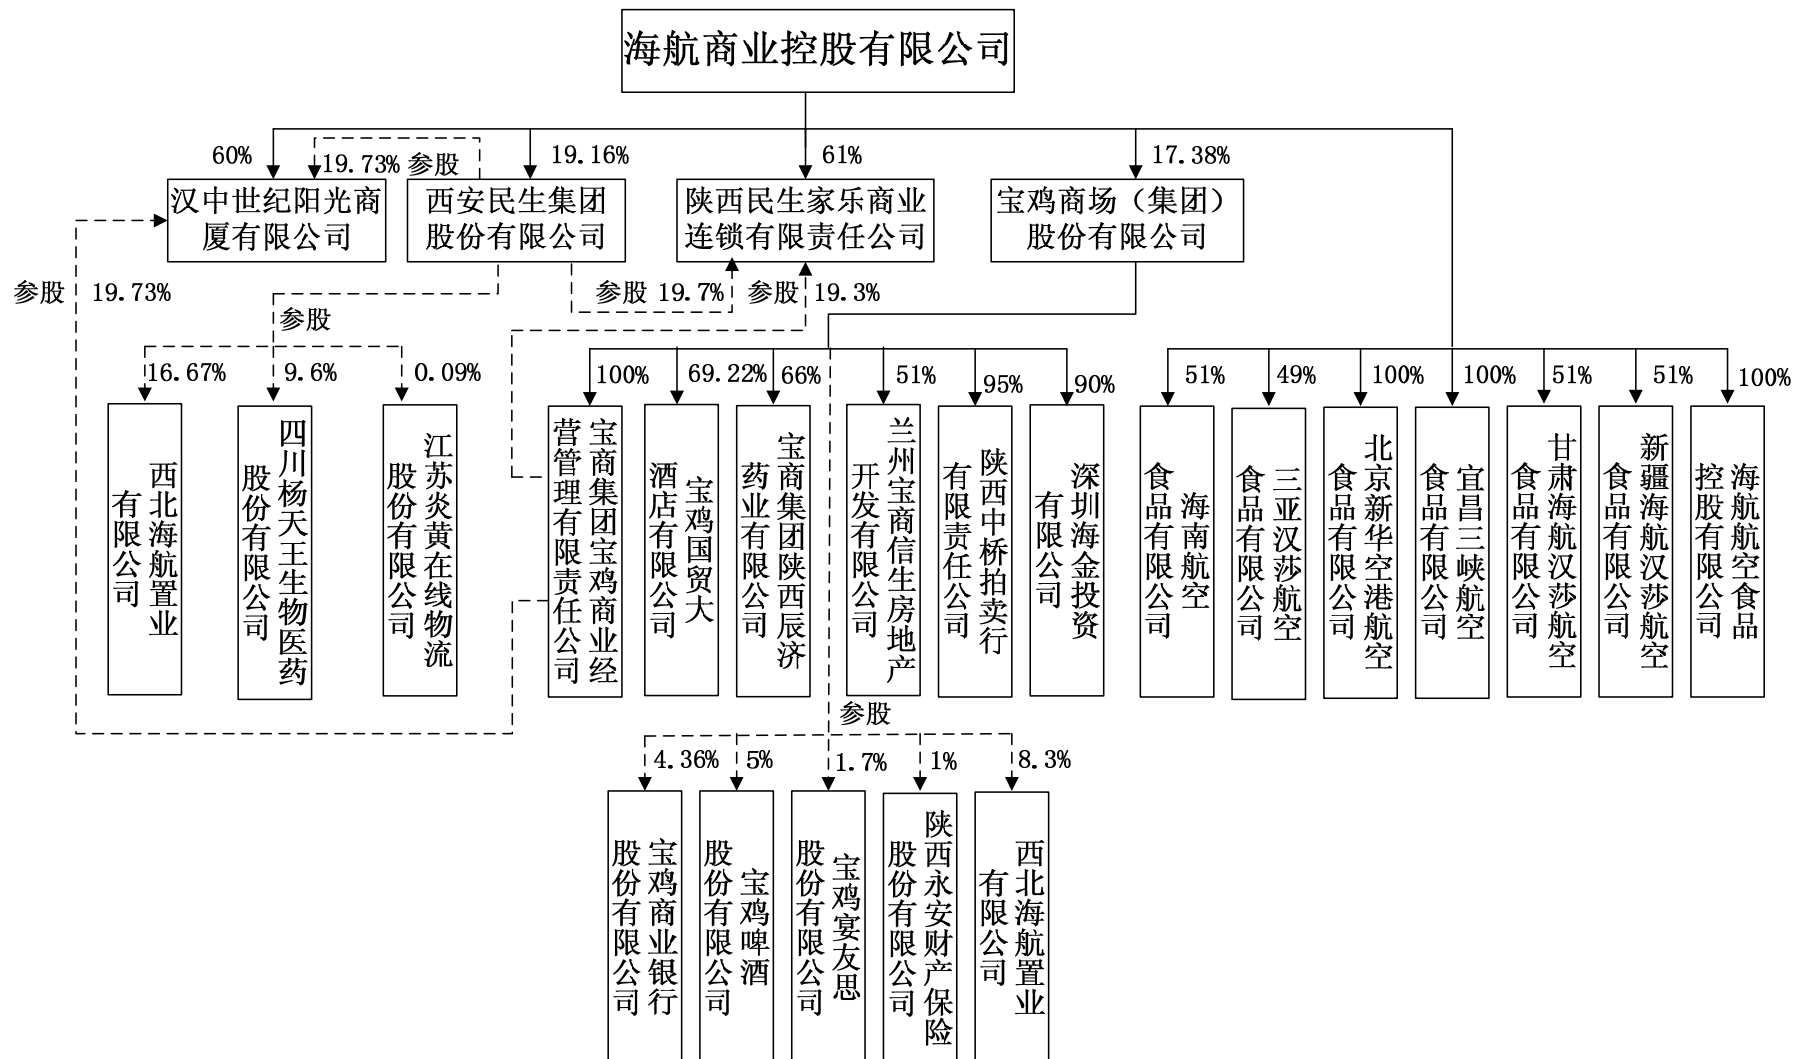 海航商业控股有限公司
60%
19.73%
参股
19.16%
61%
17.38%
汉中世纪阳光商
厦有限公司
西安民生集团
股份有限公司
陕西民生家乐商业
连锁有限责任公司
宝鸡商场（集团）
股份有限公司
参股
19.73%
参股
参股
19.7%
参股
19.3%
16.67%
9.6%
0.09%
100%
69.22%
66%
51%
95%
90%
51%
49%
100%
100%
51%
51%
100%
西北海航置业
有限公司
四川杨天王生物医药
股份有限公司
江苏炎黄在线物流
股份有限公司
宝商集团宝鸡商业经
营管理有限责任公司
宝鸡国贸大
酒店有限公司
宝商集团陕西辰济
药业有限公司
兰州宝商信生房地产
开发有限公司
陕西中桥拍卖行
有限责任公司
深圳海金投资
有限公司
海南航空
食品有限公司
三亚汉莎航空
食品有限公司
北京新华空港航空
食品有限公司
宜昌三峡航空
食品有限公司
甘肃海航汉莎航空
食品有限公司
新疆海航汉莎航空
食品有限公司
海航航空食品
控股有限公司
参股
4.36%
5%
1.7%
1%
8.3%
宝鸡商业银行
股份有限公司
宝鸡啤酒
股份有限公司
宝鸡宴友思
股份有限公司
陕西永安财产保险
股份有限公司
西北海航置业
有限公司